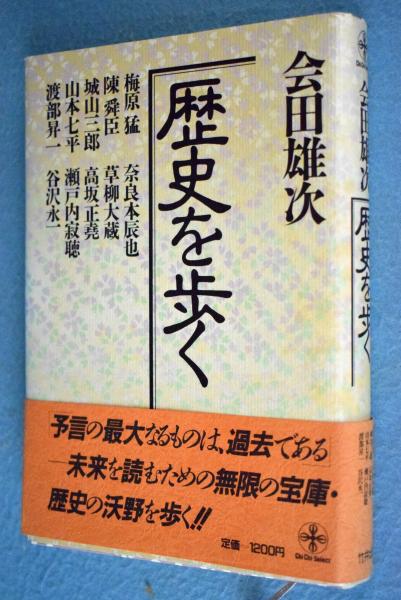 会田雄次
歴史を歩く
梅原 猛 奈良本辰也
陳 舜臣 草柳大蔵
城山三郎 高坂正堯
山本七平 瀬戸内寂聴
渡部昇一 谷沢永一
「予言の最大なるものは、過去である」
──未来を読むための無限の宝庫・
歴史の沃野を歩く!!
定価─1200円
Chi Chi-Select
会田雄次
歴史を歩く